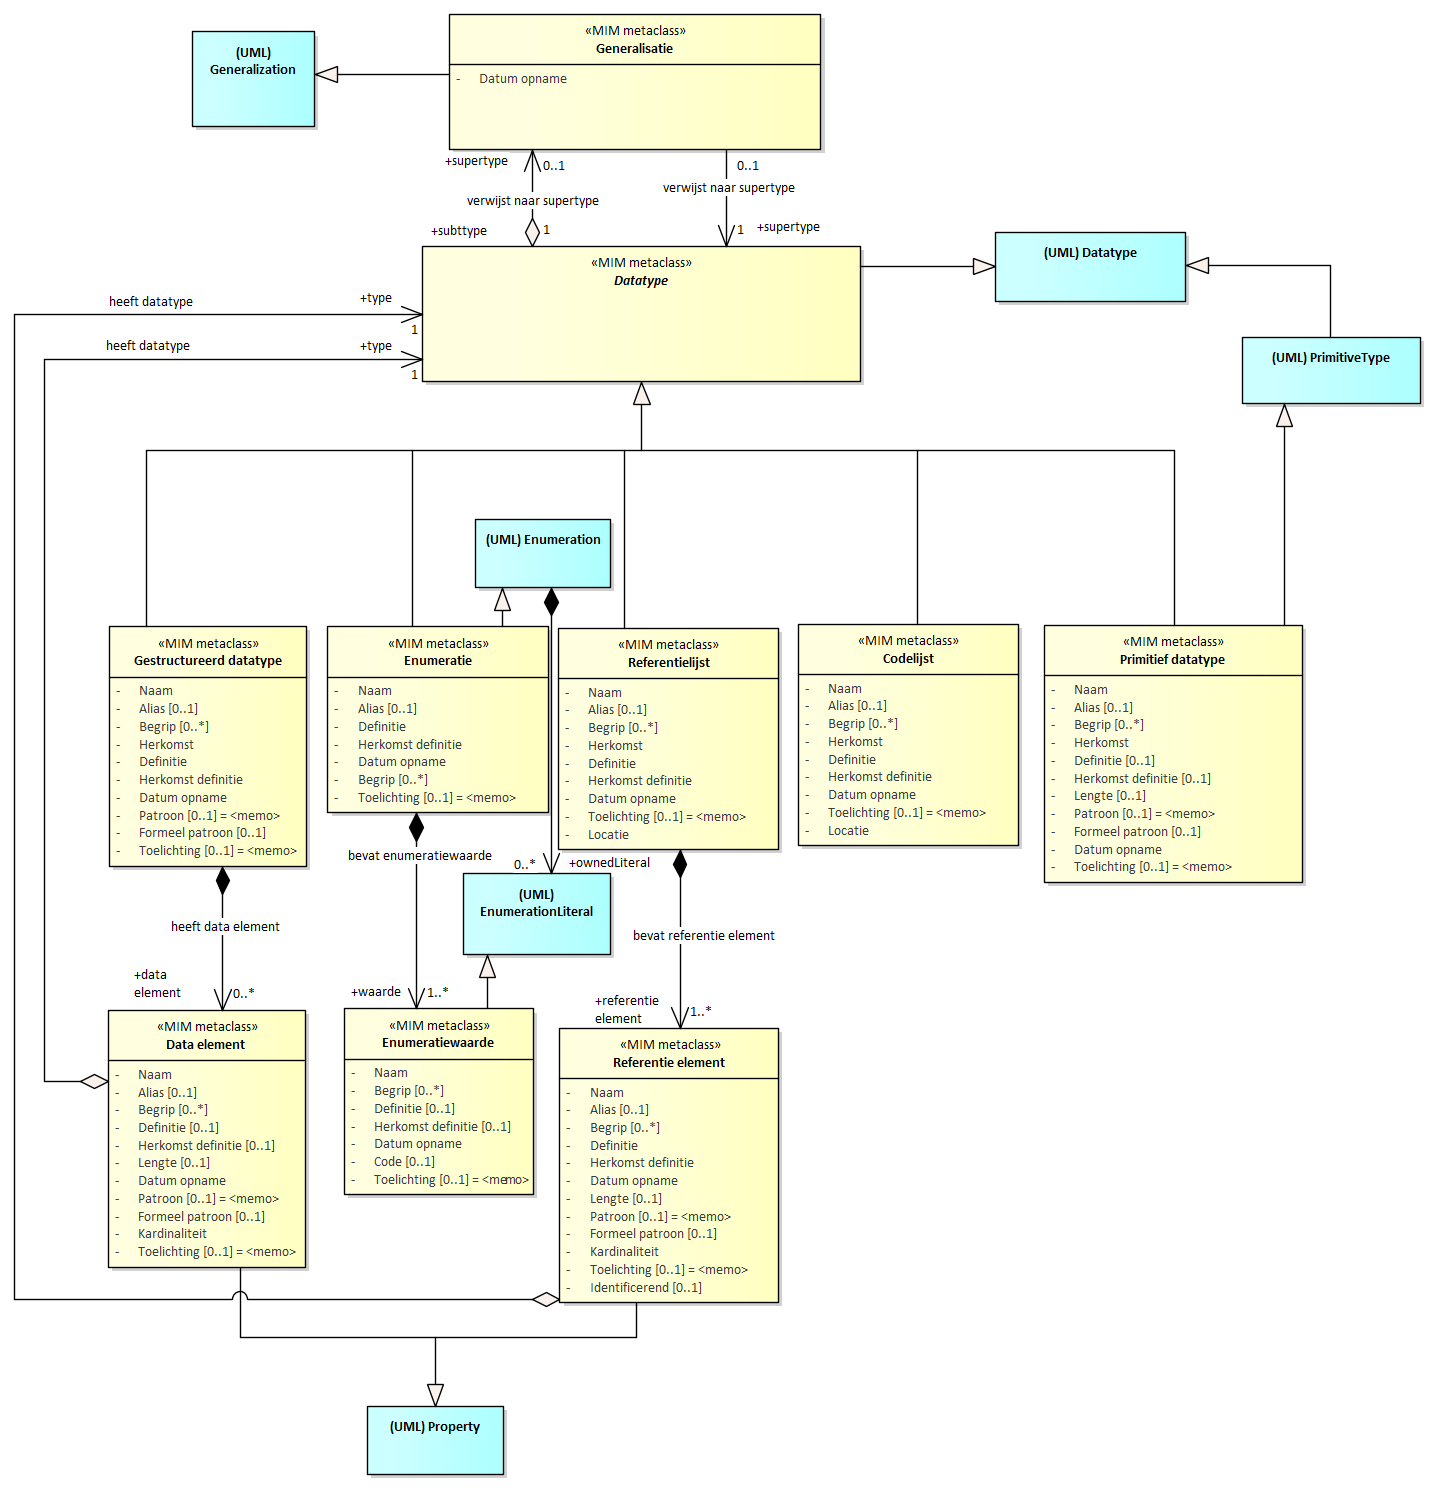 «MIM metaclass»
Generalisatie
- Datum opname
(UML)
Generalization
+supertype
0..1
0..1
verwijst naar supertype
verwijst naar supertype
+subttype
1
1
+supertype
«MIM metaclass»
Datatype
(UML) Datatype
heeft datatype
+type
1
heeft datatype
+type
1
(UML) PrimitiveType
(UML) Enumeration
«MIM metaclass»
Gestructureerd datatype
- Naam
- Alias [0..1]
- Begrip [0..*]
- Herkomst
- Definitie
- Herkomst definitie
- Datum opname
- Patroon [0..1] = <memo>
- Formeel patroon [0..1]
- Toelichting [0..1] = <memo>
«MIM metaclass»
Enumeratie
- Naam
- Alias [0..1]
- Definitie
- Herkomst definitie
- Datum opname
- Begrip [0..*]
- Toelichting [0..1] = <memo>
«MIM metaclass»
Referentielijst
- Naam
- Alias [0..1]
- Begrip [0..*]
- Herkomst
- Definitie
- Herkomst definitie
- Datum opname
- Toelichting [0..1] = <memo>
- Locatie
«MIM metaclass»
Codelijst
- Naam
- Alias [0..1]
- Begrip [0..*]
- Herkomst
- Definitie
- Herkomst definitie
- Datum opname
- Toelichting [0..1] = <memo>
- Locatie
«MIM metaclass»
Primitief datatype
- Naam
- Alias [0..1]
- Begrip [0..*]
- Herkomst
- Definitie [0..1]
- Herkomst definitie [0..1]
- Lengte [0..1]
- Patroon [0..1] = <memo>
- Formeel patroon [0..1]
- Datum opname
- Toelichting [0..1] = <memo>
bevat enumeratiewaarde
0..*
+ownedLiteral
(UML)
EnumerationLiteral
heeft data element
bevat referentie element
+data
element
0..*
+waarde
1..*
+referentie
element
1..*
«MIM metaclass»
Data element
- Naam
- Alias [0..1]
- Begrip [0..*]
- Definitie [0..1]
- Herkomst definitie [0..1]
- Lengte [0..1]
- Datum opname
- Patroon [0..1] = <memo>
- Formeel patroon [0..1]
- Kardinaliteit
- Toelichting [0..1] = <memo>
«MIM metaclass»
Enumeratiewaarde
- Naam
- Begrip [0..*]
- Definitie [0..1]
- Herkomst definitie [0..1]
- Datum opname
- Code [0..1]
- Toelichting [0..1] = <memo>
«MIM metaclass»
Referentie element
- Naam
- Alias [0..1]
- Begrip [0..*]
- Definitie
- Herkomst definitie
- Datum opname
- Lengte [0..1]
- Patroon [0..1] = <memo>
- Formeel patroon [0..1]
- Kardinaliteit
- Toelichting [0..1] = <memo>
- Identificerend [0..1]
(UML) Property